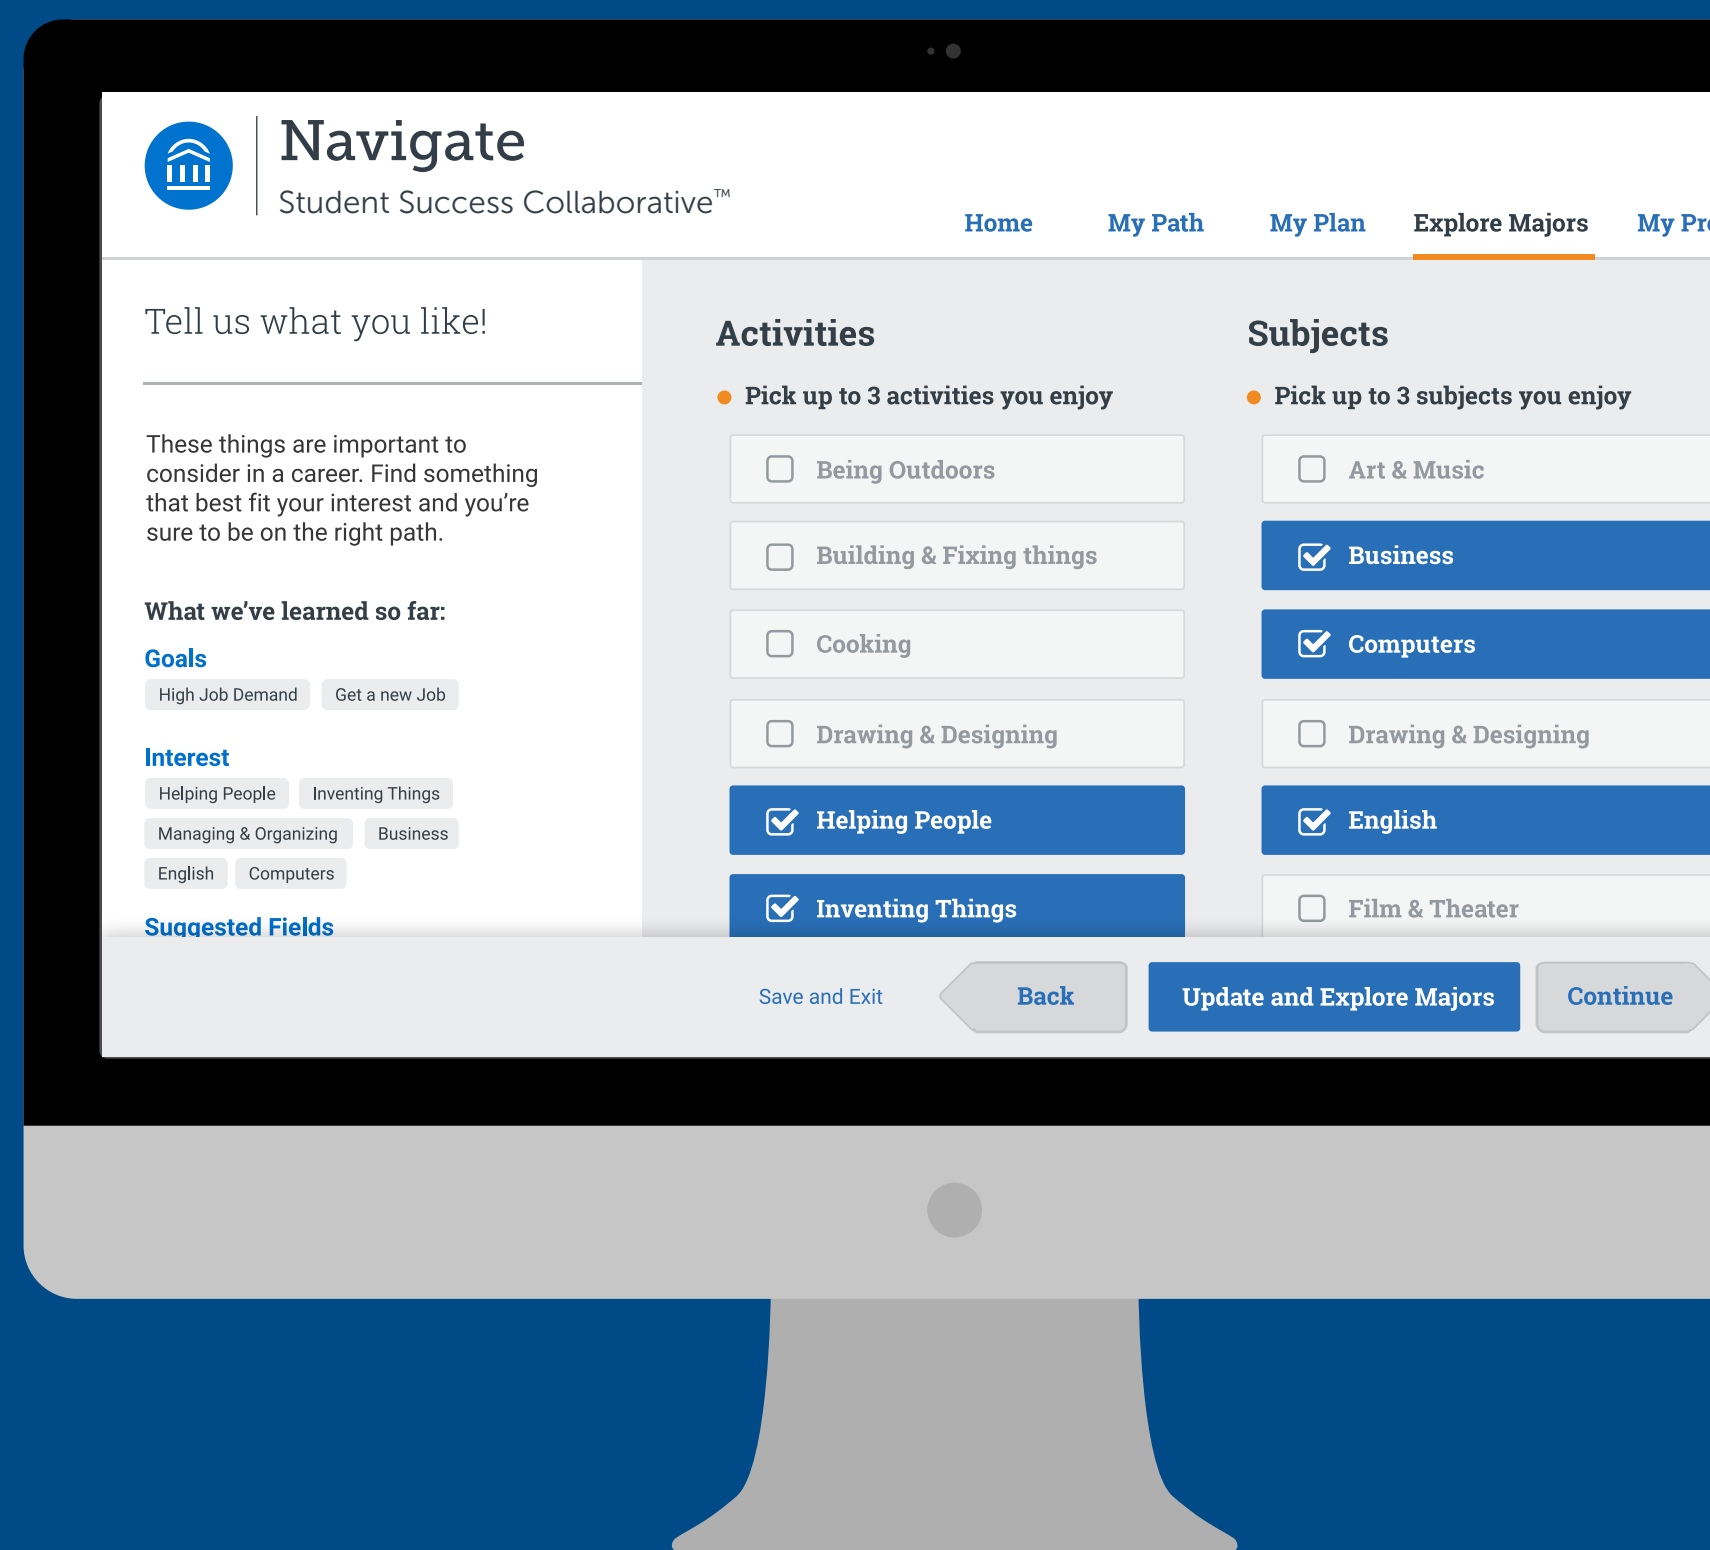 Navigate
Student Success Collaborative™
Home My Path My Plan Explore Majors My
Tell us what you like!
These things are important to
consider in a career. Find something
that best fit your interest and you’re
sure to be on the right path.
What we’ve learned so far:
Goals
High Job Demand Get a new Job
Interest
Helping People Inventing Things
Managing & Organizing Business
English Computers
Suggested Fields
Activities
Pick up to 3 activities you enjoy
Being Outdoors
Building & Fixing things
Cooking
Drawing & Designing
Helping People
Inventing Things
Subjects
Pick up to 3 subjects you enjoy
Art & Music
Business
Computers
Drawing & Designing
English
Film & Theater
Save and Exit Back Update and Explore Majors Continue